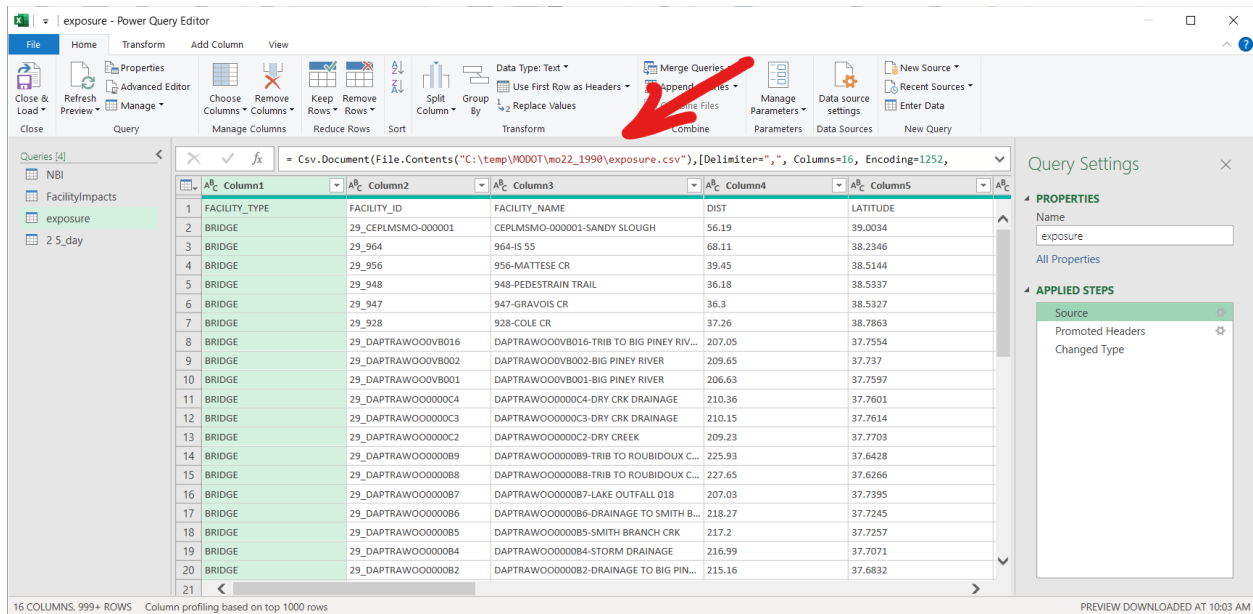 exposure - Power Query Editor
File Home Transform Add Column View
Close & Load
Close
Refresh Preview
Properties
Advanced Editor
Manage
Query
Choose Columns
Remove Columns
Manage Columns
Keep Rows
Remove Rows
Reduce Rows
Sort
Split Column
Group By
Data Type: Text
Use First Row as Headers
Replace Values
Transform
Merge Queries
Append
Files
Combine
Manage Parameters
Parameters
Data source settings
Data Sources
New Source
Recent Sources
Enter Data
New Query
Queries [4]
NBI
FacilityImpacts
exposure
2 5_day
fx = Csv.Document(File.Contents("C:\temp\MODOT\mo22_1990\exposure.csv"),[Delimiter=",", Columns=16, Encoding=1252,
ABC Column1 ABC Column2 ABC Column3 ABC Column4 ABC Column5 ABC
1 FACILITY_TYPE FACILITY_ID FACILITY_NAME DIST LATITUDE
2 BRIDGE 29_CEPLMSMO-000001 CEPLMSMO-000001-SANDY SLOUGH 56.19 39.0034
3 BRIDGE 29_964 964-IS 55 68.11 38.2346
4 BRIDGE 29_956 956-MATTESE CR 39.45 38.5144
5 BRIDGE 29_948 948-PEDESTRAIN TRAIL 36.18 38.5337
6 BRIDGE 29_947 947-GRAVOIS CR 36.3 38.5327
7 BRIDGE 29_928 928-COLE CR 37.26 38.7863
8 BRIDGE 29_DAPTRAWOO0VB016 DAPTRAWOO0VB016-TRIB TO BIG PINEY RIV... 207.05 37.7554
9 BRIDGE 29_DAPTRAWOO0VB002 DAPTRAWOO0VB002-BIG PINEY RIVER 209.65 37.737
10 BRIDGE 29_DAPTRAWOO0VB001 DAPTRAWOO0VB001-BIG PINEY RIVER 206.63 37.7597
11 BRIDGE 29_DAPTRAWOO0000C4 DAPTRAWOO0000C4-DRY CRK DRAINAGE 210.36 37.7601
12 BRIDGE 29_DAPTRAWOO0000C3 DAPTRAWOO0000C3-DRY CRK DRAINAGE 210.15 37.7614
13 BRIDGE 29_DAPTRAWOO0000C2 DAPTRAWOO0000C2-DRY CREEK 209.23 37.7703
14 BRIDGE 29_DAPTRAWOO0000B9 DAPTRAWOO0000B9-TRIB TO ROUBIDOUX C... 225.93 37.6428
15 BRIDGE 29_DAPTRAWOO0000B8 DAPTRAWOO0000B8-TRIB TO ROUBIDOUX C... 227.65 37.6266
16 BRIDGE 29_DAPTRAWOO0000B7 DAPTRAWOO0000B7-LAKE OUTFALL 018 207.03 37.7395
17 BRIDGE 29_DAPTRAWOO0000B6 DAPTRAWOO0000B6-DRAINAGE TO SMITH B... 218.27 37.7245
18 BRIDGE 29_DAPTRAWOO0000B5 DAPTRAWOO0000B5-SMITH BRANCH CRK 217.2 37.7257
19 BRIDGE 29_DAPTRAWOO0000B4 DAPTRAWOO0000B4-STORM DRAINAGE 216.99 37.7071
20 BRIDGE 29_DAPTRAWOO0000B2 DAPTRAWOO0000B2-DRAINAGE TO BIG PIN... 215.16 37.6832
21
Query Settings
PROPERTIES
Name
exposure
All Properties
APPLIED STEPS
Source
Promoted Headers
Changed Type
16 COLUMNS, 999+ ROWS Column profiling based on top 1000 rows PREVIEW DOWNLOADED AT 10:03 AM